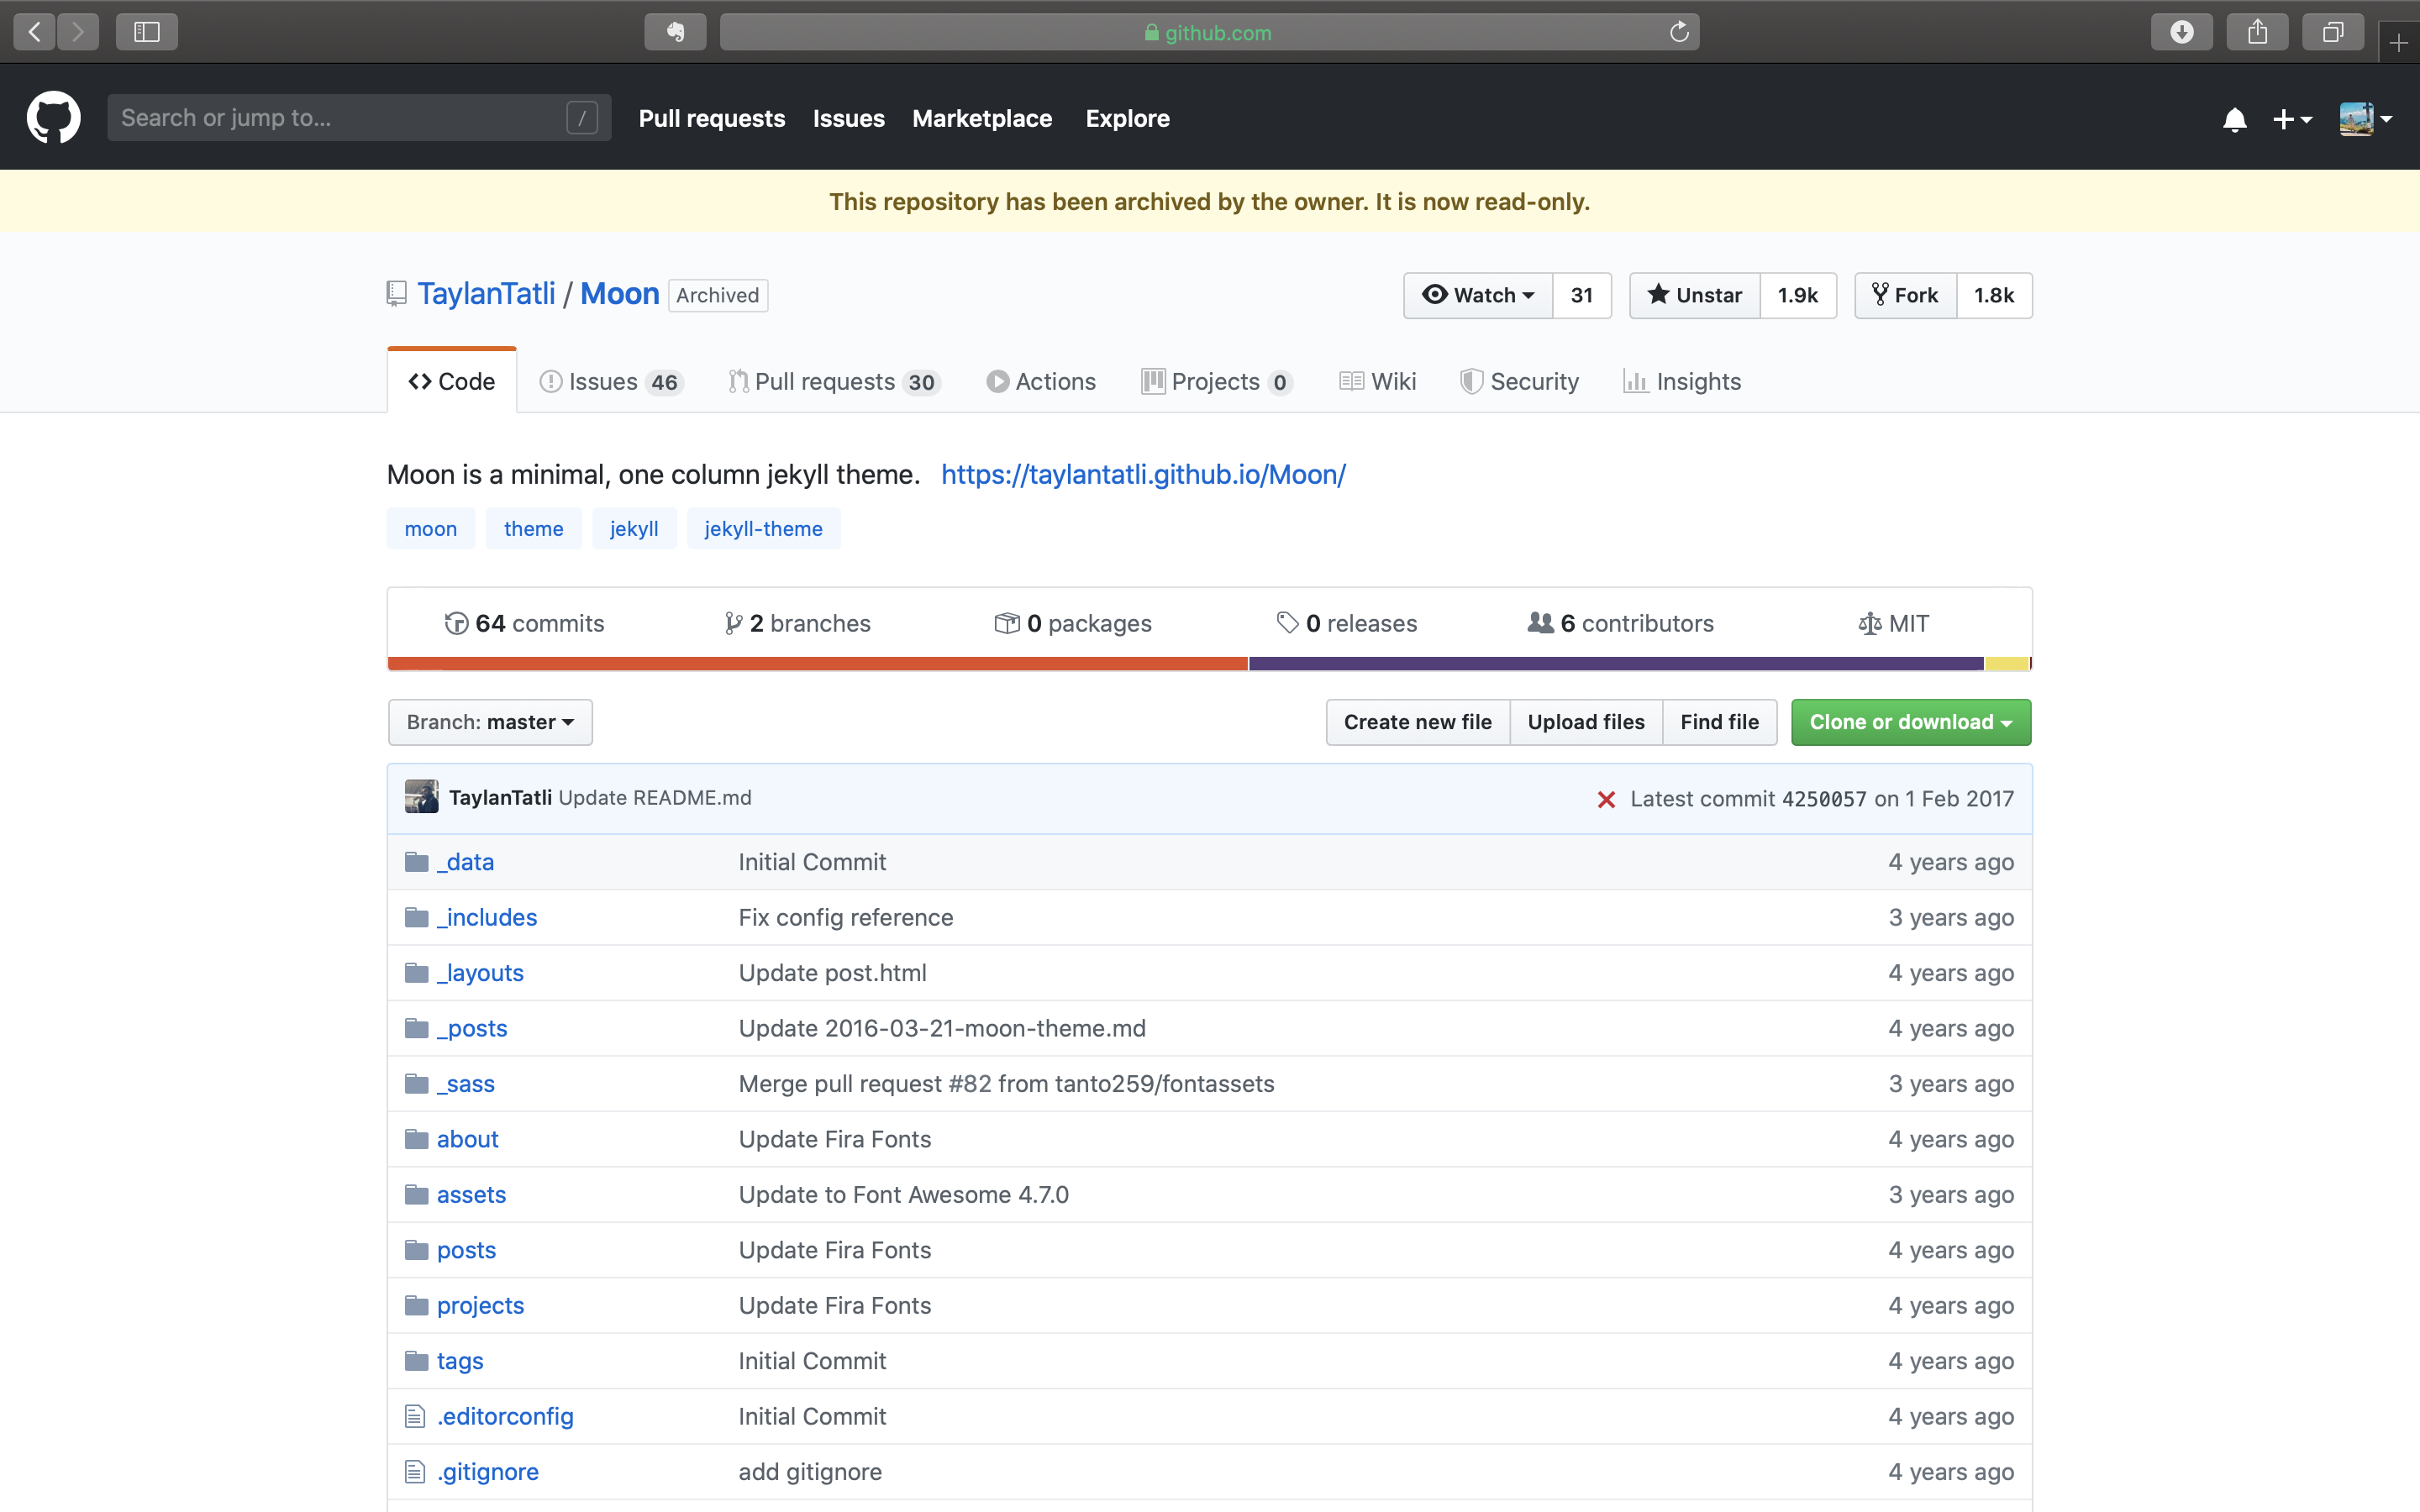 github.com
Search or jump to... /
Pull requests Issues Marketplace Explore
This repository has been archived by the owner. It is now read-only.
TaylanTatli / Moon Archived
Watch 31 Unstar 1.9k Fork 1.8k
Code Issues 46 Pull requests 30 Actions Projects 0 Wiki Security Insights
Moon is a minimal, one column jekyll theme. https://taylantatli.github.io/Moon/
moon theme jekyll jekyll-theme
64 commits 2 branches 0 packages 0 releases 6 contributors MIT
Branch: master Create new file Upload files Find file Clone or download
TaylanTatli Update README.md Latest commit 4250057 on 1 Feb 2017
_data Initial Commit 4 years ago
_includes Fix config reference 3 years ago
_layouts Update post.html 4 years ago
_posts Update 2016-03-21-moon-theme.md 4 years ago
_sass Merge pull request #82 from tanto259/fontassets 3 years ago
about Update Fira Fonts 4 years ago
assets Update to Font Awesome 4.7.0 3 years ago
posts Update Fira Fonts 4 years ago
projects Update Fira Fonts 4 years ago
tags Initial Commit 4 years ago
.editorconfig Initial Commit 4 years ago
.gitignore add gitignore 4 years ago